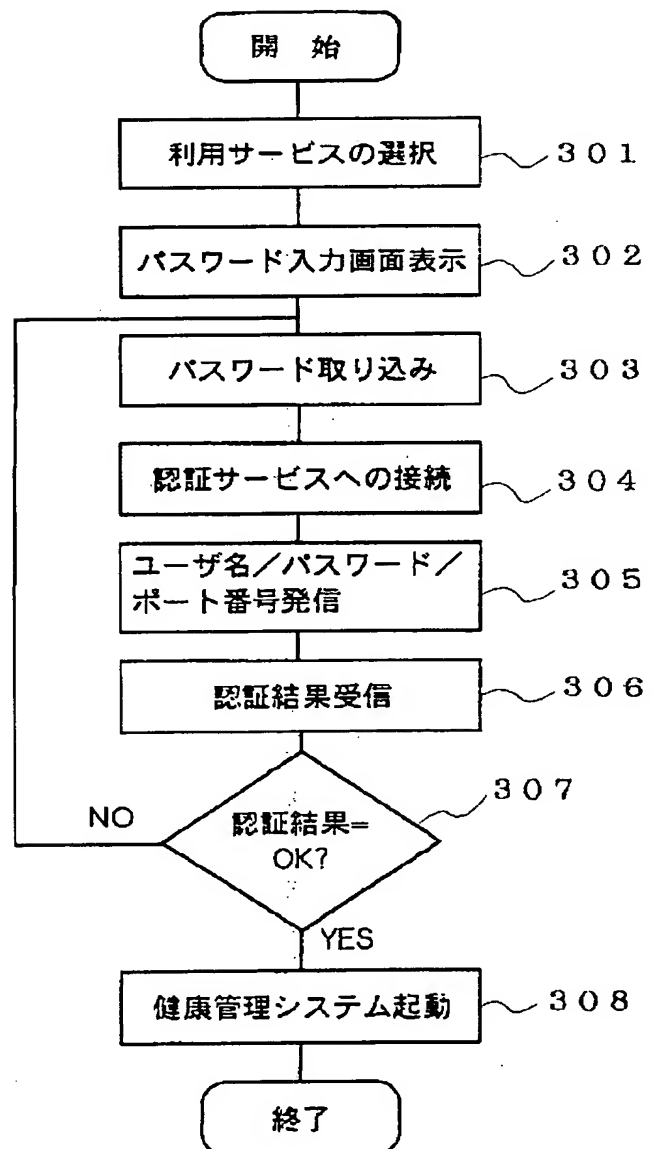 開 始
利用サービスの選択
301
パスワード入力画面表示
302
パスワード取り込み
303
認証サービスへの接続
304
ユーザ名／パスワード／
ポート番号発信
305
認証結果受信
306
307
NO
認証結果=
OK?
YES
健康管理システム起動
308
終了